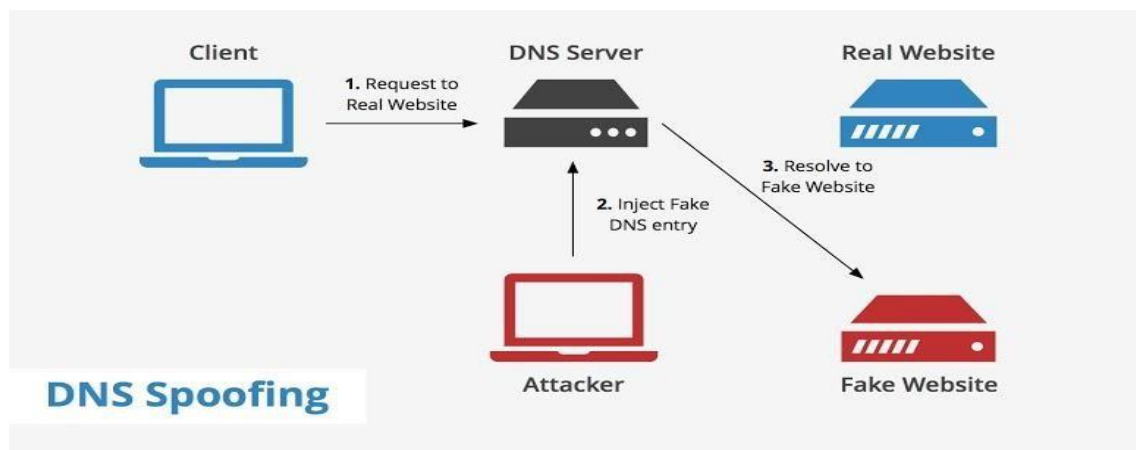 Client
DNS Server
Real Website
1. Request to
Real Website
3. Resolve to
Fake Website
2. Inject Fake
DNS entry
Attacker
Fake Website
DNS Spoofing